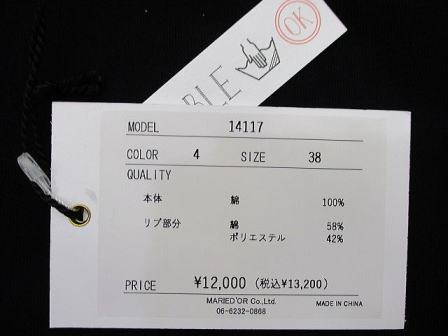 OK
BLE
MODEL 14117
COLOR 4 SIZE 38
QUALITY
本体 綿 100%
リブ部分 綿 58%
ポリエステル 42%
PRICE ¥12,000 (税込¥13,200)
MARIED'OR Co.,Ltd.
06-6232-0868
MADE IN CHINA